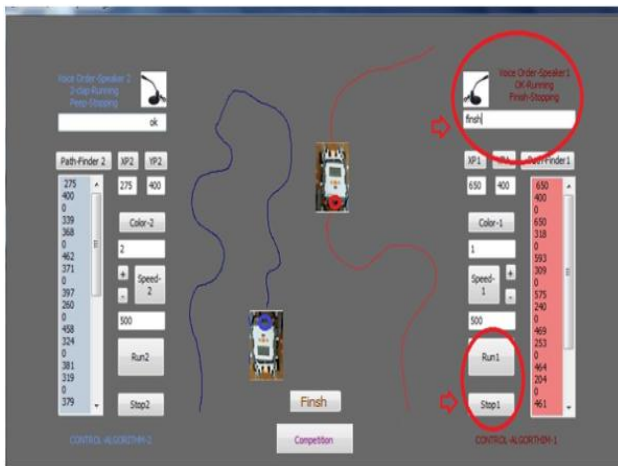 Voice Order-Speaker 2
2-clap-Running
Peep-Stopping
ok
Path-Finder 2
XP2
YP2
275
400
275
400
0
339
368
0
462
371
0
397
260
0
458
324
0
381
319
0
379
Color-2
2
+
-
Speed-2
500
Run2
Stop2
CONTROL-ALGORITHM-2
Finsh
Competition
Voice Order-Speaker1
OK-Running
Finish-Stopping
finsh
XP1
Path-Finder1
650
400
650
400
0
650
318
0
593
309
0
575
240
0
469
253
0
464
204
0
461
Color-1
1
Speed-1
+
-
500
Run1
Stop1
CONTROL-ALGORTHIM-1